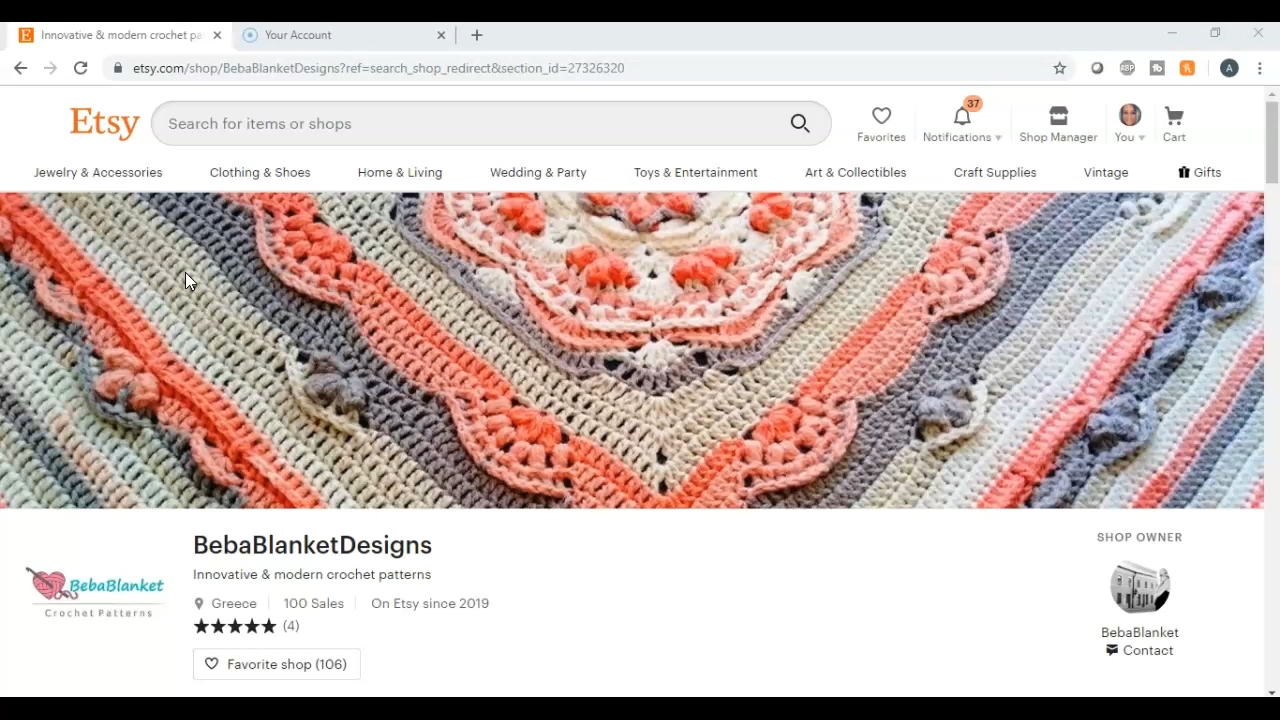 Innovative & modern crochet pa
Your Account
etsy.com/shop/BebaBlanketDesigns?ref=search_shop_redirect&section_id=27326320
ABP
A
Etsy
Search for items or shops
37
Favorites
Notifications
Shop Manager
You
Cart
Jewelry & Accessories
Clothing & Shoes
Home & Living
Wedding & Party
Toys & Entertainment
Art & Collectibles
Craft Supplies
Vintage
Gifts
BebaBlanketDesigns
Innovative & modern crochet patterns
Greece
100 Sales
On Etsy since 2019
(4)
Favorite shop (106)
BebaBlanket
Crochet Patterns
SHOP OWNER
BebaBlanket
Contact